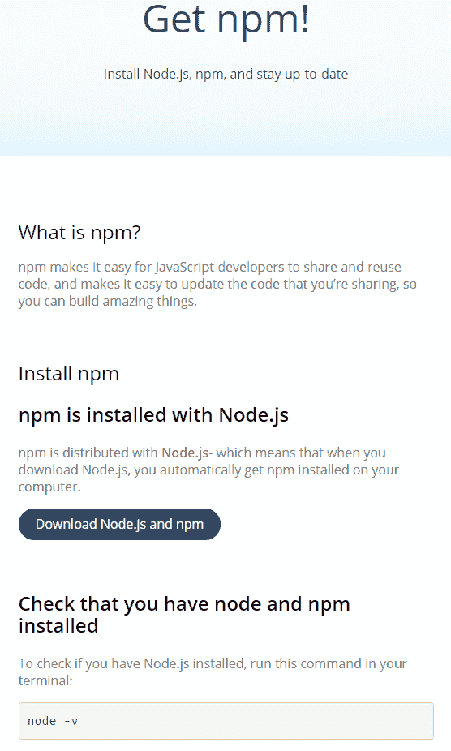 Get npm!
Install Node.js, npm, and stay up-to-date
What is npm?
npm makes it easy for JavaScript developers to share and reuse
code, and makes it easy to update the code that you're sharing, so
you can build amazing things.
Install npm
npm is installed with Node.js
npm is distributed with Node.js- which means that when you
download Node.js, you automatically get npm installed on your
computer.
Download Node.js and npm
Check that you have node and npm
installed
To check if you have Node.js installed, run this command in your
terminal:
node -v